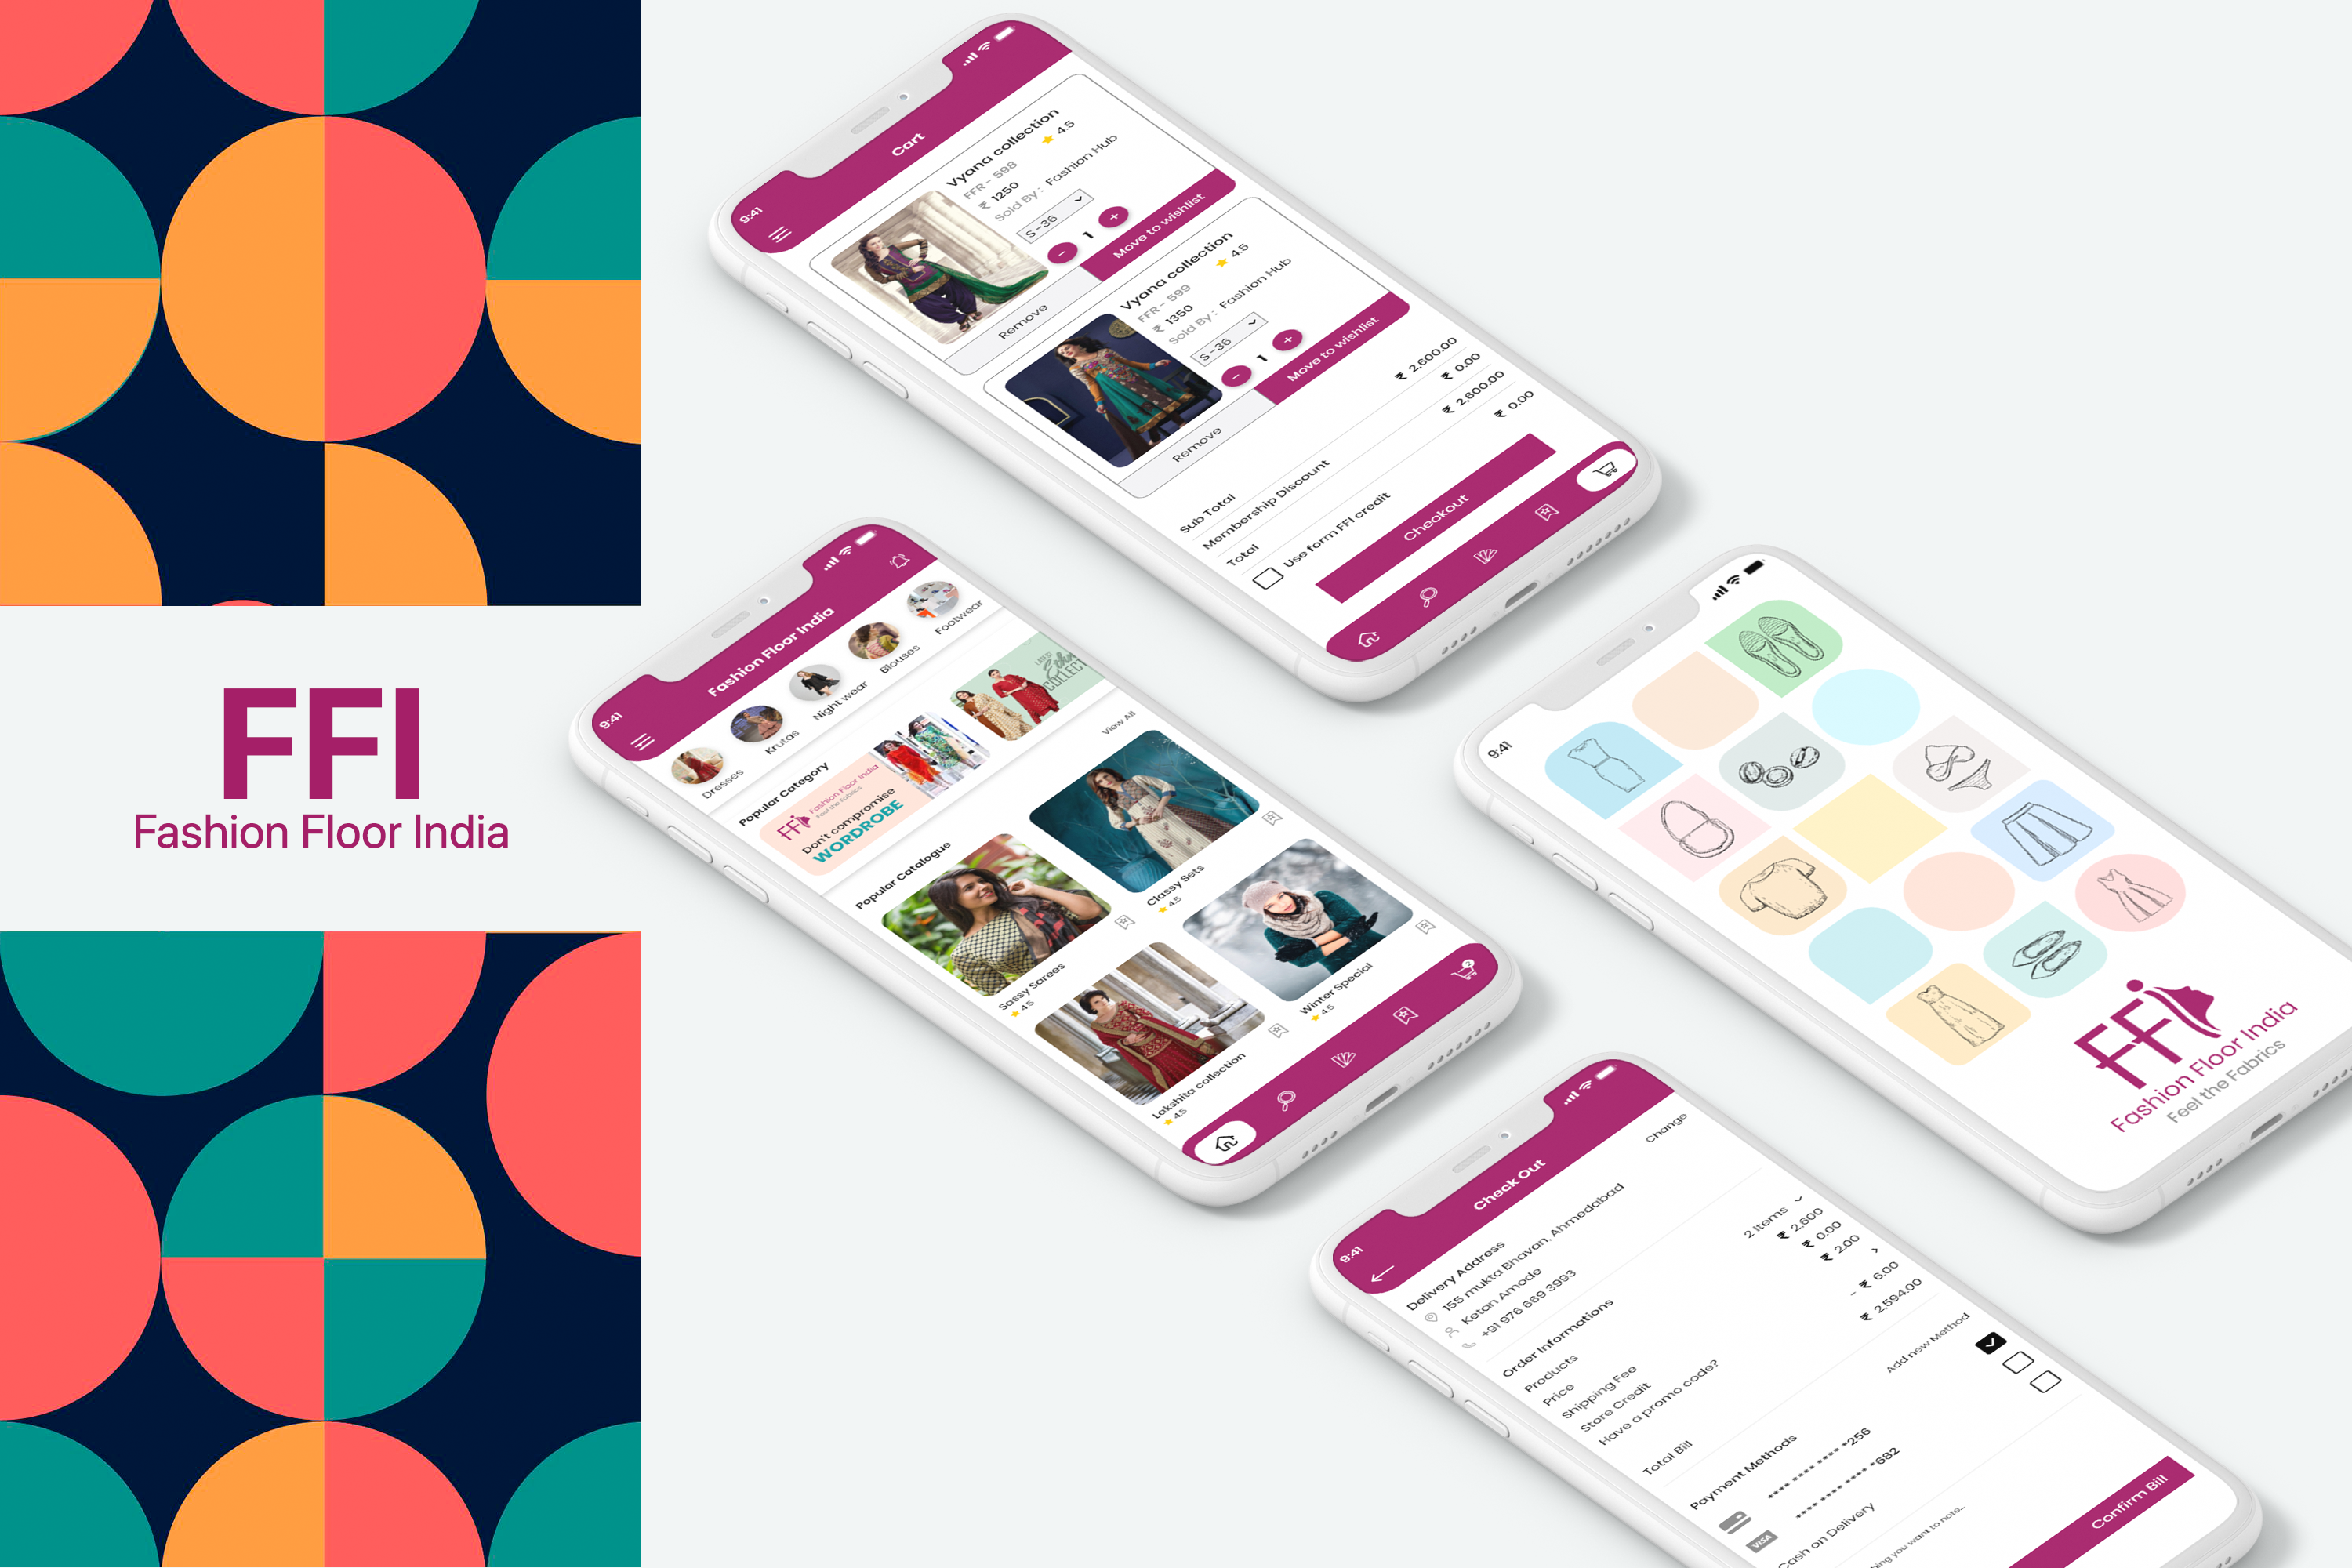 FFI
Fashion Floor India
9:41
Cart
Vyana collection
FFR - 598
4.5
₹ 1250
Sold By : Fashion Hub
S -36
- 1 +
Remove
Move to wishlist
Vyana collection
FFR - 599
4.5
₹ 1350
Sold By : Fashion Hub
S -36
- 1 +
Remove
Move to wishlist
Sub Total ₹ 2,600.00
Membership Discount ₹ 0.00
Total ₹ 2,600.00
Use form FFI credit ₹ 0.00
Checkout
9:41
Fashion Floor India
Dresses
Krutas
Night wear
Blouses
Footwear
Popular Category
FFI
Fashion Floor India
Feel the Fabrics
Don't compromise
WORDROBE
Popular Catalogue
View All
Sassy Sarees
4.5
Classy Sets
4.5
Lakshita collection
4.5
Winter Special
4.5
9:41
FFI
Fashion Floor India
Feel the Fabrics
9:41
Check Out
Delivery Address
Change
155 mukta Bhavan, Ahmedabad
Ketan Amode
+91 976 669 3993
Order Informations
Products 2 Items
Price ₹ 2,600
Shipping Fee ₹ 0.00
Store Credit ₹ 2.00
Have a promo code?
- ₹ 6.00
Total Bill ₹ 2,594.00
Payment Methods
Add new Method
*256
VISA
*682
Cash on Delivery
you want to note..
Confirm Bill